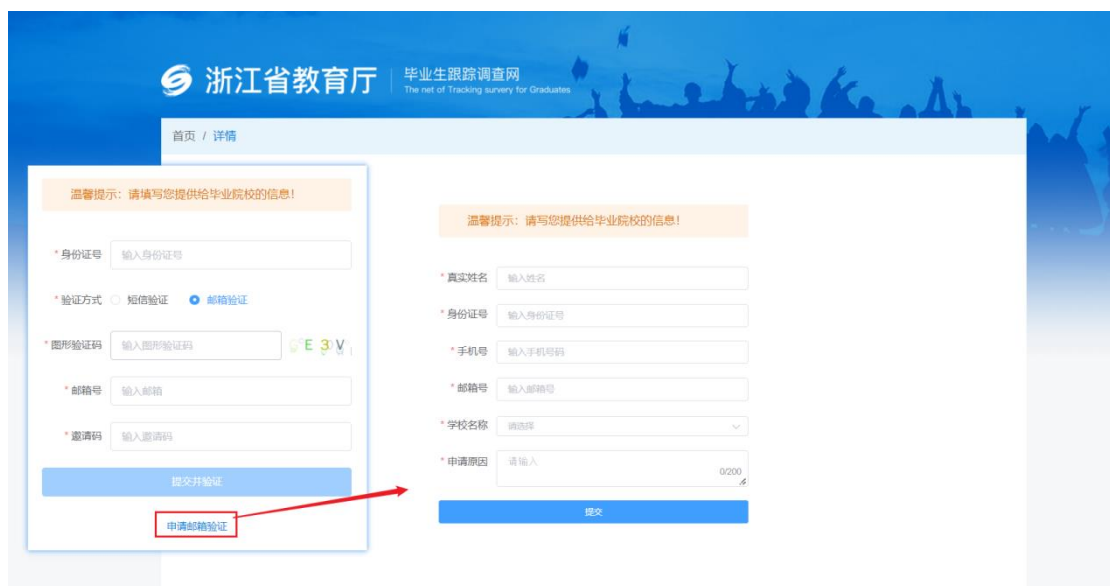 浙江省教育厅
毕业生跟踪调查网
The net of Tracking survery for Graduates
首页 / 详情
温馨提示：请填写您提供给毕业院校的信息！
* 身份证号 输入身份证号
* 验证方式 短信验证 邮箱验证
* 图形验证码 输入图形验证码 E 3 V
* 邮箱号 输入邮箱
* 邀请码 输入邀请码
提交并验证
申请邮箱验证
温馨提示：请写您提供给毕业院校的信息！
* 真实姓名 输入姓名
* 身份证号 输入身份证号
* 手机号 输入手机号码
* 邮箱号 输入邮箱号
* 学校名称 请选择
* 申请原因 请输入
0/200
提交